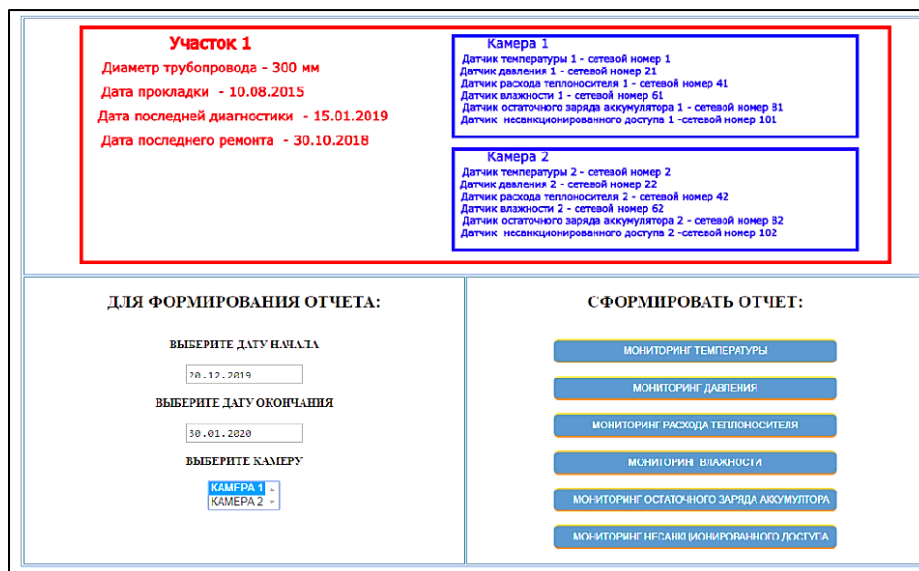 Участок 1
Диаметр трубопровода - 300 мм
Дата прокладки - 10.08.2015
Дата последней диагностики - 15.01.2019
Дата последнего ремонта - 30.10.2018
Камера 1
Датчик температуры 1 - сетевой номер 1
Датчик давления 1 - сетевой номер 21
Датчик расхода теплоносителя 1 - сетевой номер 41
Датчик влажности 1 - сетевой номер 61
Датчик остаточного заряда аккумулятора 1 - сетевой номер 81
Датчик несанкционированного доступа 1 -сетевой номер 101
Камера 2
Датчик температуры 2 - сетевой номер 2
Датчик давления 2 - сетевой номер 22
Датчик расхода теплоносителя 2 - сетевой номер 42
Датчик влажности 2 - сетевой номер 62
Датчик остаточного заряда аккумулятора 2 - сетевой номер 82
Датчик несанкционированного доступа 2 -сетевой номер 102
ДЛЯ ФОРМИРОВАНИЯ ОТЧЕТА:
ВЫБЕРИТЕ ДАТУ НАЧАЛА
20.12.2019
ВЫБЕРИТЕ ДАТУ ОКОНЧАНИЯ
30.01.2020
ВЫБЕРИТЕ КАМЕРУ
КАМЕРА 1
КАМЕРА 2
СФОРМИРОВАТЬ ОТЧЕТ:
МОНИТОРИНГ ТЕМПЕРАТУРЫ
МОНИТОРИНГ ДАВЛЕНИЯ
МОНИТОРИНГ РАСХОДА ТЕПЛОНОСИТЕЛЯ
МОНИТОРИНГ ВЛАЖНОСТИ
МОНИТОРИНГ ОСТАТОЧНОГО ЗАРЯДА АККУМУЛТОРА
МОНИТОРИНГ НЕСАНКЦИОНИРОВАННОГО ДОСТУПА